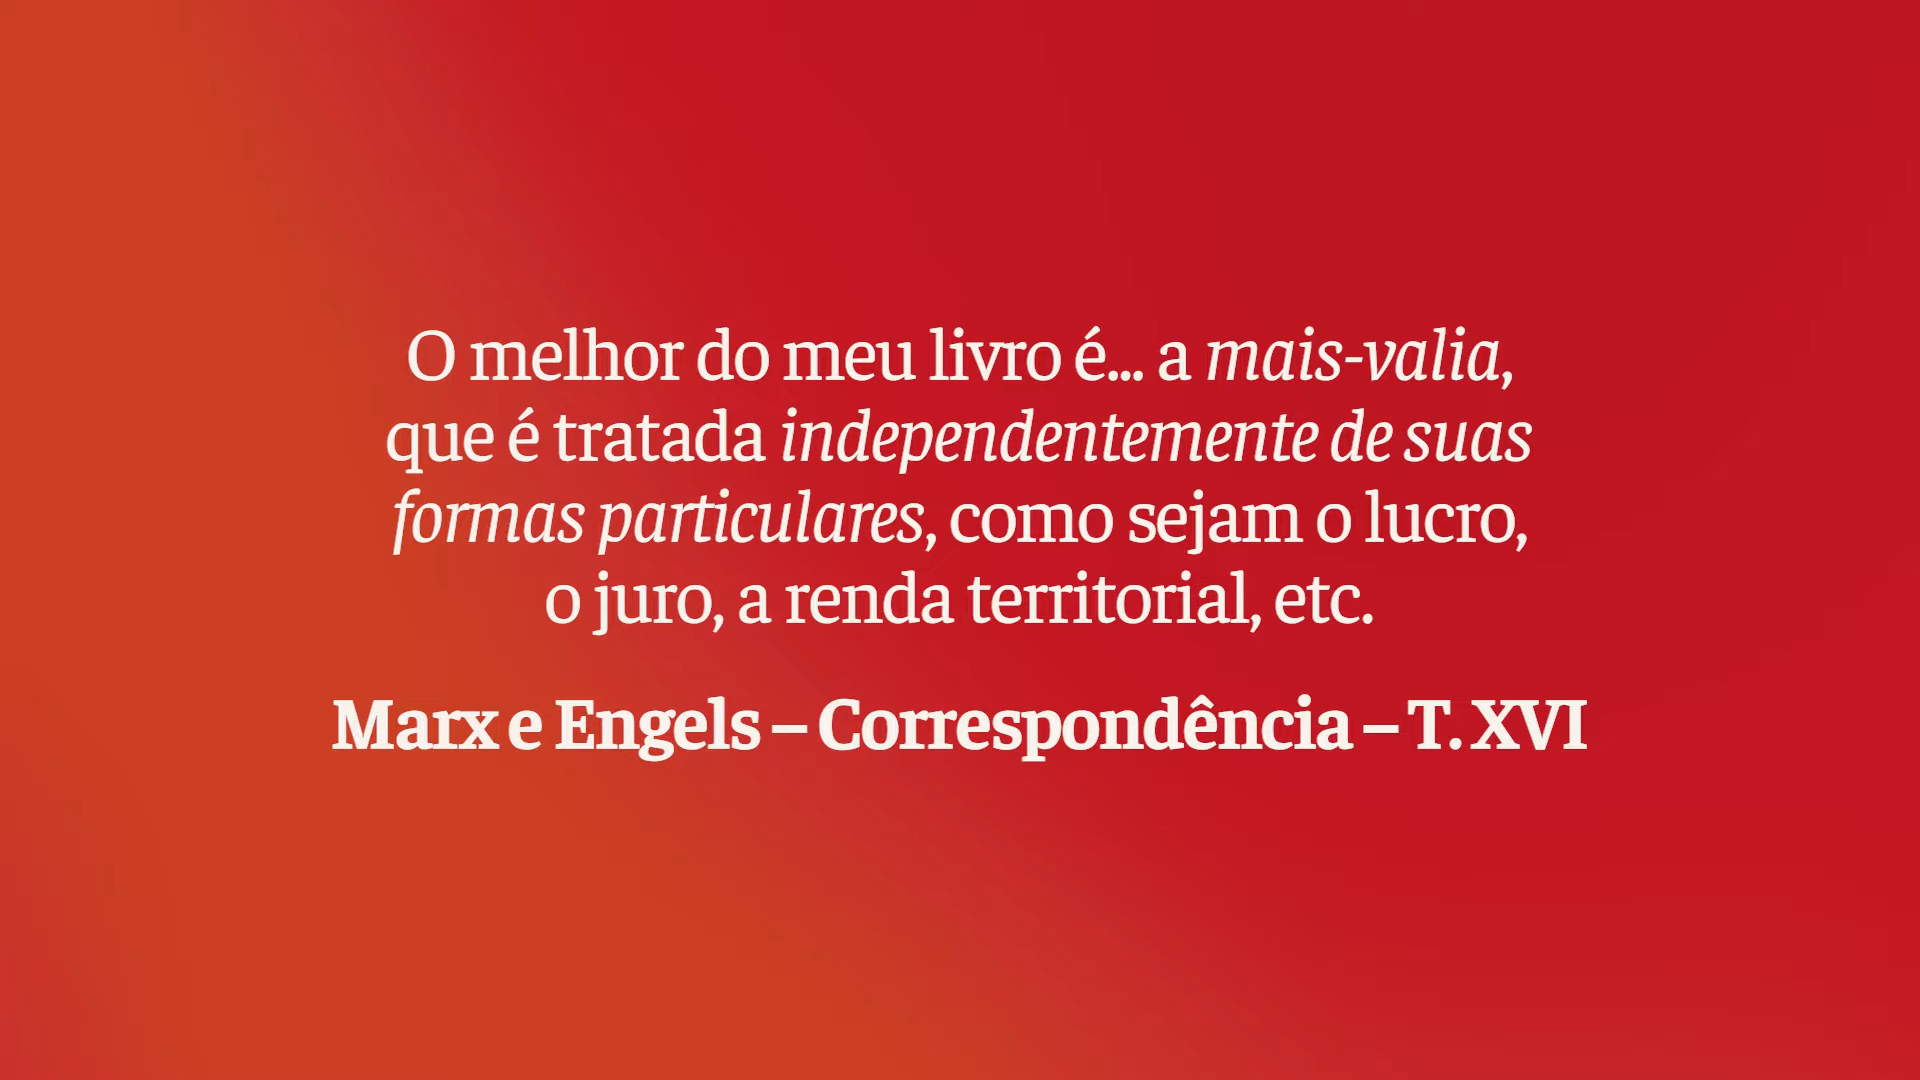 O melhor do meu livro é... a mais-valia,
que é tratada independentemente de suas
formas particulares, como sejam o lucro,
o juro, a renda territorial, etc.
Marx e Engels – Correspondência – T. XVI